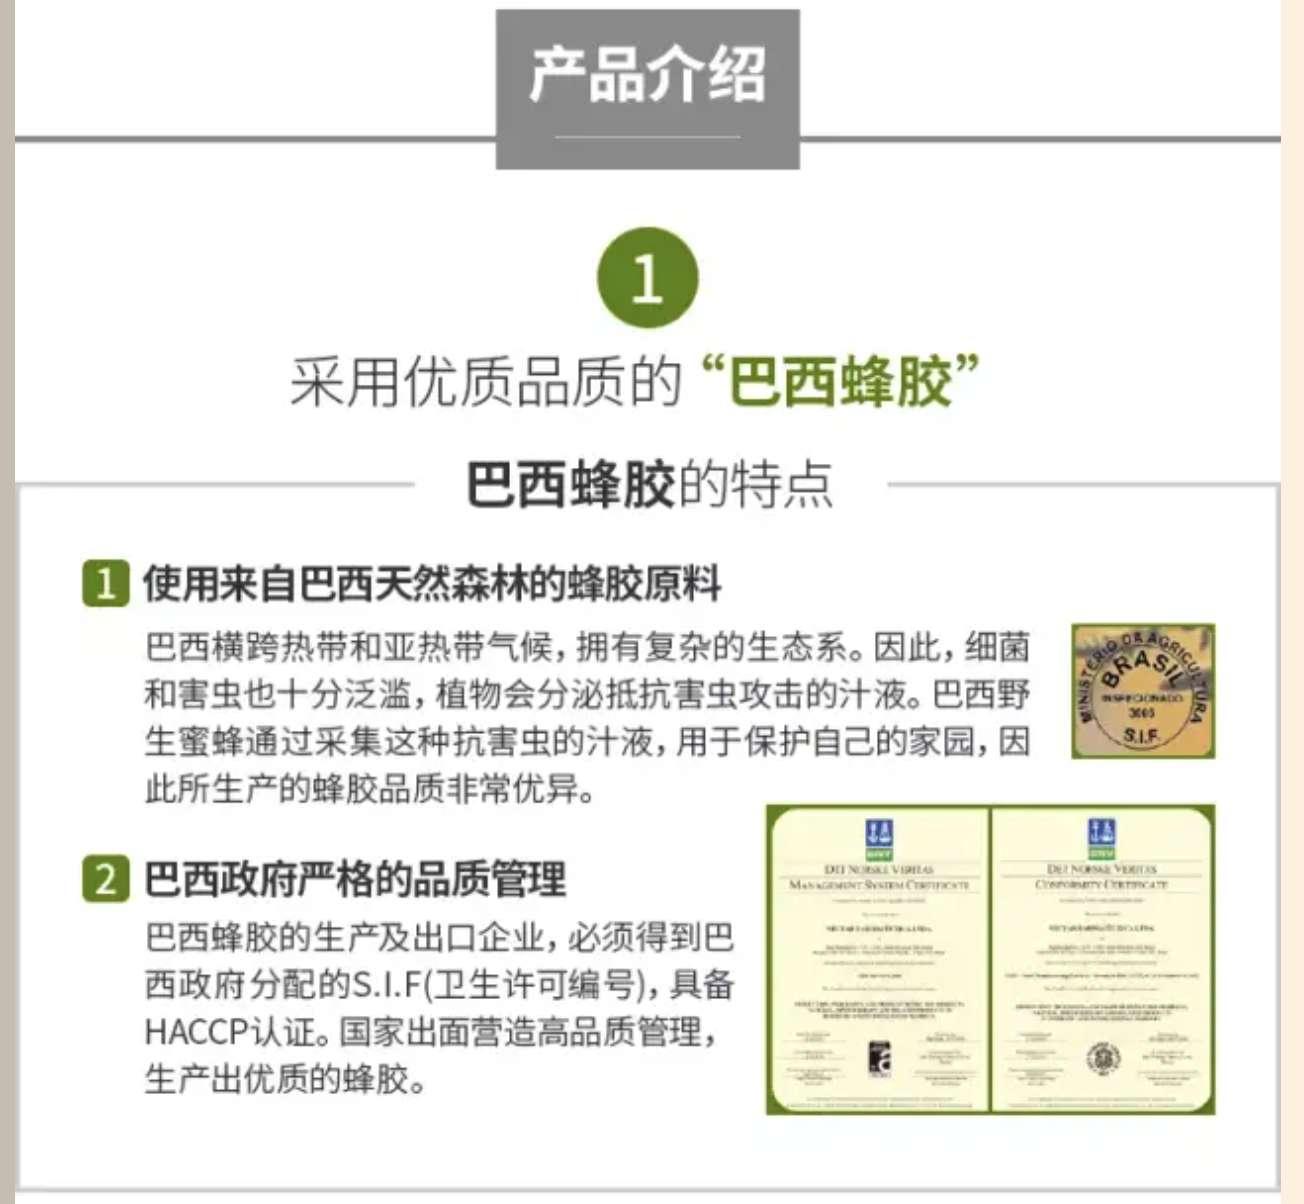 产品介绍
1
采用优质品质的“巴西蜂胶”
巴西蜂胶的特点
1 使用来自巴西天然森林的蜂胶原料
巴西横跨热带和亚热带气候，拥有复杂的生态系。因此，细菌
和害虫也十分泛滥，植物会分泌抵抗害虫攻击的汁液。巴西野
生蜜蜂通过采集这种抗害虫的汁液，用于保护自己的家园，因
此所生产的蜂胶品质非常优异。
MINISTÉRIO DA AGRICULTURA
BRASIL
INSPECIONADO
3005
S.I.F.
2 巴西政府严格的品质管理
巴西蜂胶的生产及出口企业，必须得到巴
西政府分配的S.I.F(卫生许可编号)，具备
HACCP认证。国家出面营造高品质管理，
生产出优质的蜂胶。
DET NORSKE VERITAS
MANAGEMENT SYSTEM CERTIFICATE
DET NORSKE VERITAS
CONFORMITY CERTIFICATE